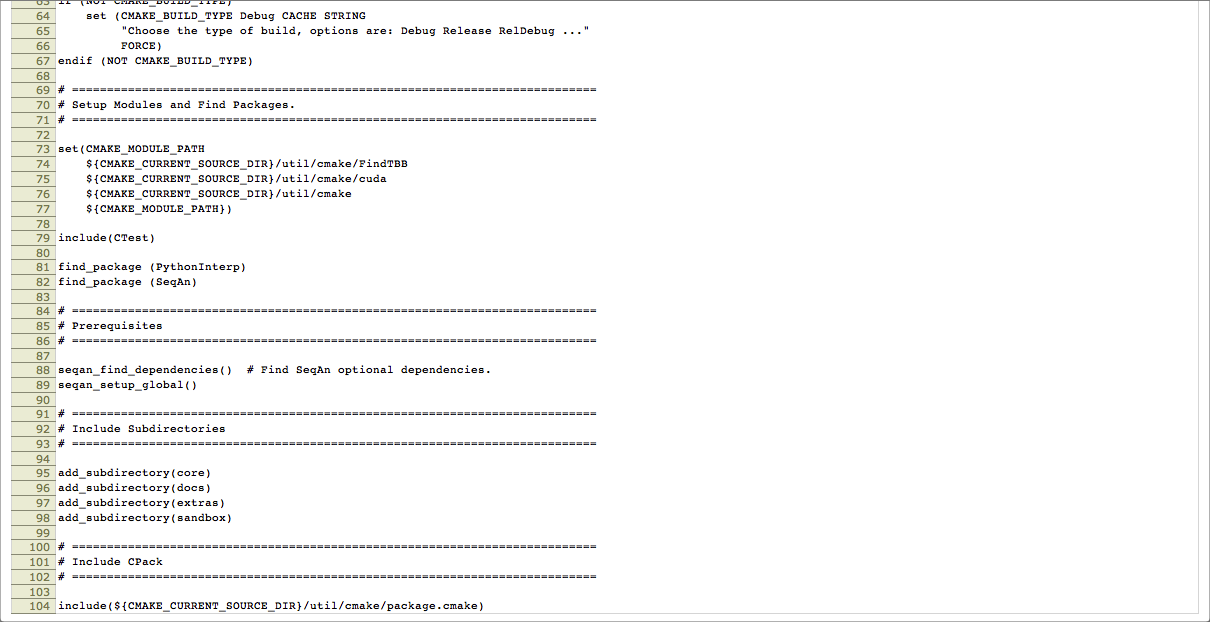 63 if (NOT CMAKE_BUILD_TYPE)
64     set (CMAKE_BUILD_TYPE Debug CACHE STRING
65          "Choose the type of build, options are: Debug Release RelDebug ..."
66          FORCE)
67 endif (NOT CMAKE_BUILD_TYPE)
68
69 # ===========================================================================
70 # Setup Modules and Find Packages.
71 # ===========================================================================
72
73 set(CMAKE_MODULE_PATH
74     ${CMAKE_CURRENT_SOURCE_DIR}/util/cmake/FindTBB
75     ${CMAKE_CURRENT_SOURCE_DIR}/util/cmake/cuda
76     ${CMAKE_CURRENT_SOURCE_DIR}/util/cmake
77     ${CMAKE_MODULE_PATH})
78
79 include(CTest)
80
81 find_package (PythonInterp)
82 find_package (SeqAn)
83
84 # ===========================================================================
85 # Prerequisites
86 # ===========================================================================
87
88 seqan_find_dependencies()  # Find SeqAn optional dependencies.
89 seqan_setup_global()
90
91 # ===========================================================================
92 # Include Subdirectories
93 # ===========================================================================
94
95 add_subdirectory(core)
96 add_subdirectory(docs)
97 add_subdirectory(extras)
98 add_subdirectory(sandbox)
99
100 # ===========================================================================
101 # Include CPack
102 # ===========================================================================
103
104 include(${CMAKE_CURRENT_SOURCE_DIR}/util/cmake/package.cmake)